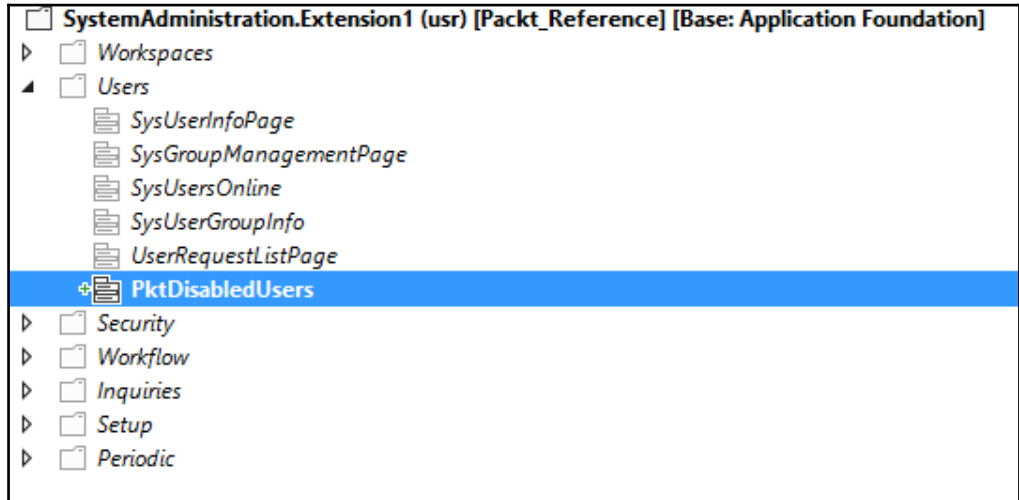 SystemAdministration.Extension1 (usr) [Packt_Reference] [Base: Application Foundation]
Workspaces
Users
SysUserInfoPage
SysGroupManagementPage
SysUsersOnline
SysUserGroupInfo
UserRequestListPage
PktDisabledUsers
Security
Workflow
Inquiries
Setup
Periodic